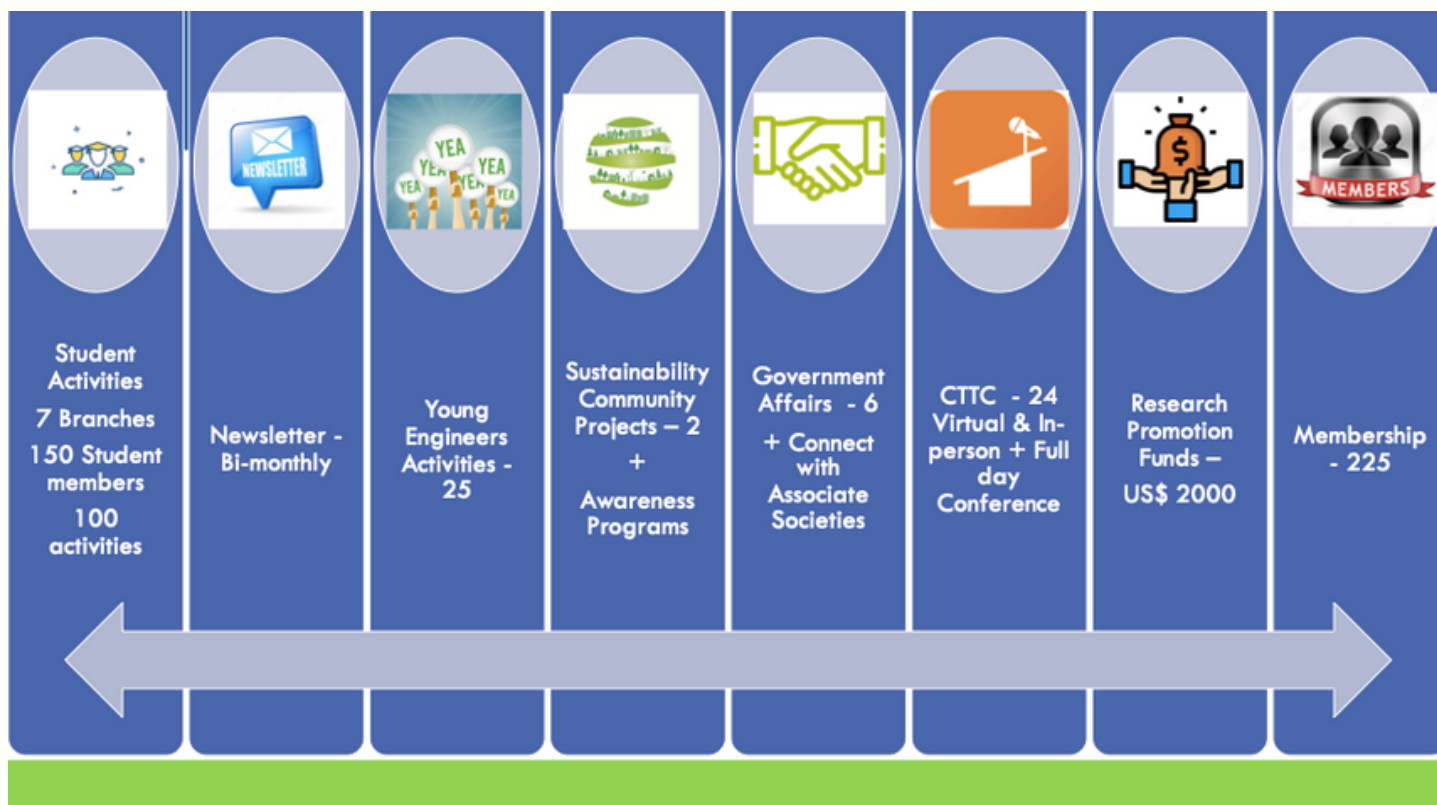 NEWSLETTER
YEA
YEA
YEA
YEA
YEA
YEA
$
MEMBERS
Student
Activities
7 Branches
150 Student
members
100
activities
Newsletter -
Bi-monthly
Young
Engineers
Activities -
25
Sustainability
Community
Projects – 2
+
Awareness
Programs
Government
Affairs - 6
+ Connect
with
Associate
Societies
CTTC - 24
Virtual & In-
person + Full
day
Conference
Research
Promotion
Funds –
US$ 2000
Membership
- 225